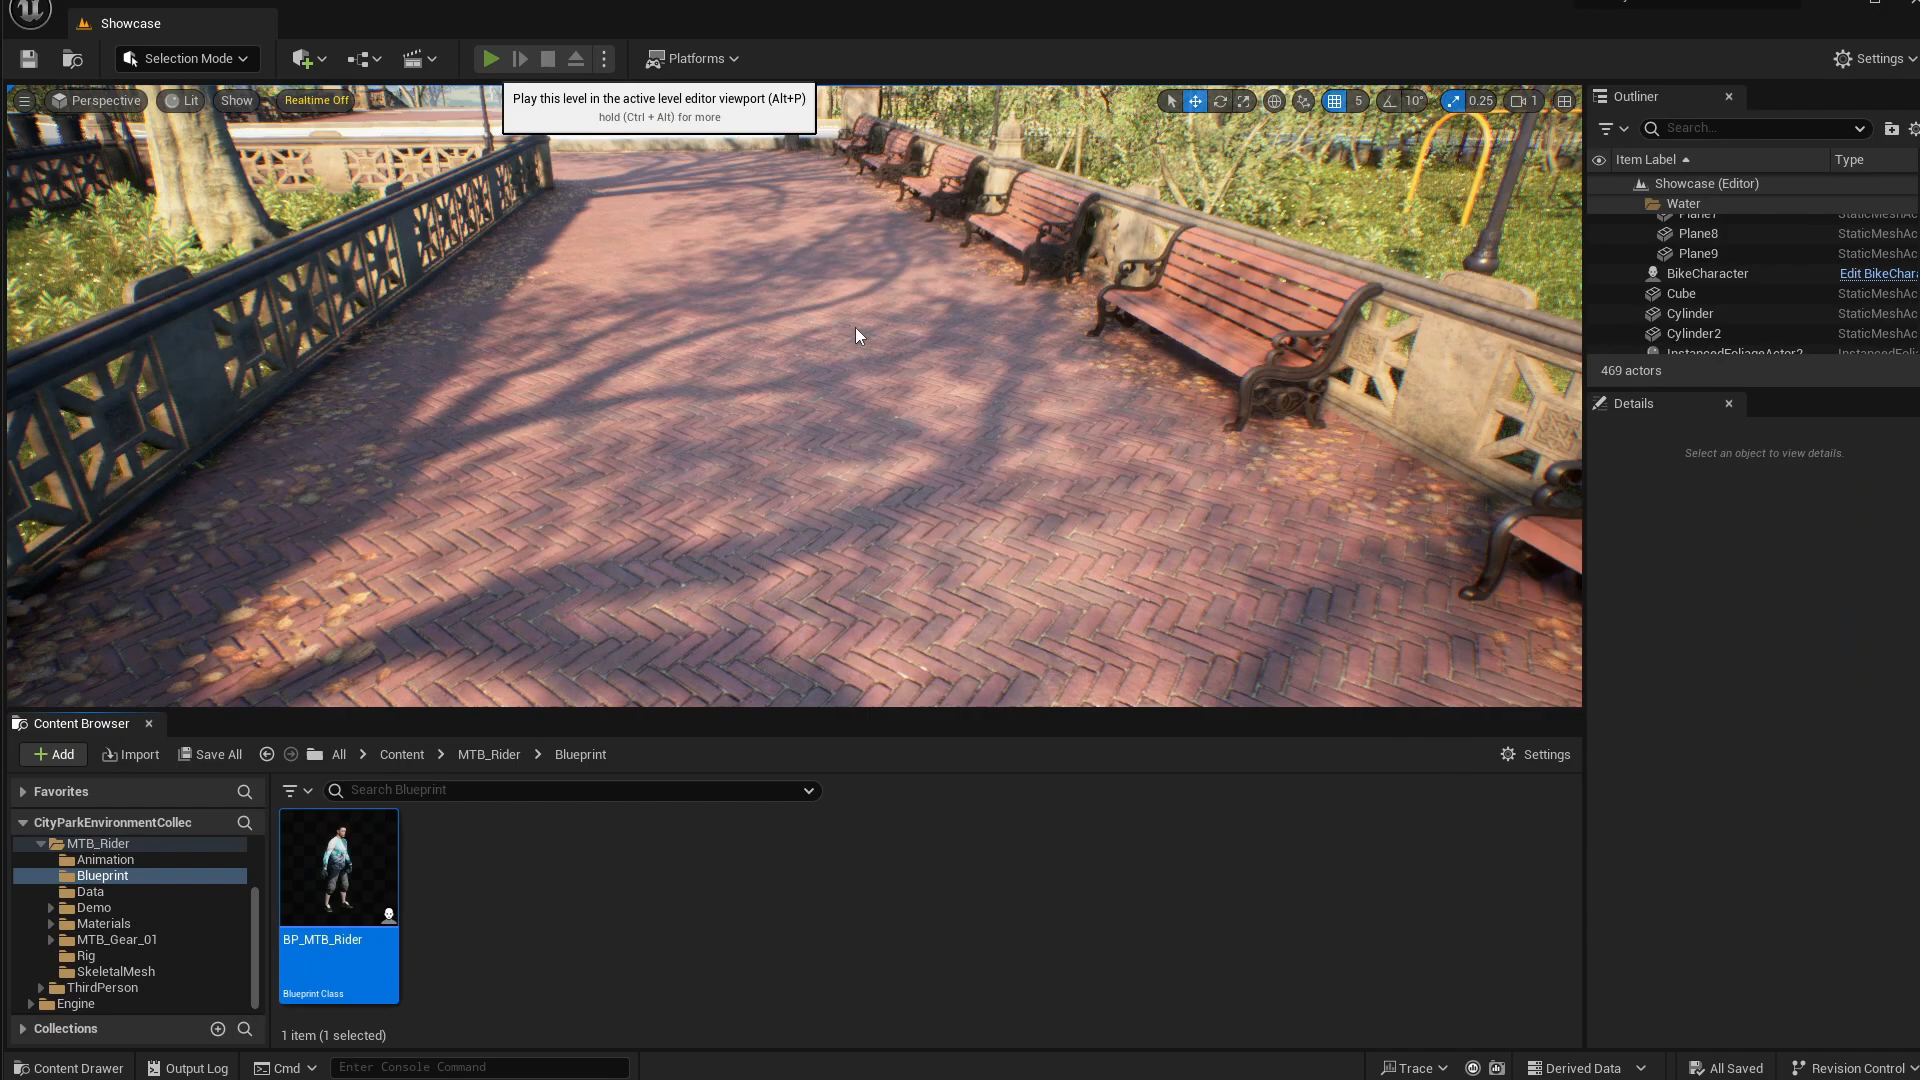 Showcase
Selection Mode
Platforms
Settings
Perspective
Lit
Show
Realtime Off
Play this level in the active level editor viewport (Alt+P)
hold (Ctrl + Alt) for more
5
10°
0.25
1
Outliner
Search...
Item Label
Type
Showcase (Editor)
Water
Plane8
StaticMeshAc
Plane9
StaticMeshAc
BikeCharacter
Edit BikeChar
Cube
StaticMeshAc
Cylinder
StaticMeshAc
Cylinder2
StaticMeshAc
InstancedFoliageActor2
469 actors
Details
Select an object to view details.
Content Browser
Add
Import
Save All
All
Content
MTB_Rider
Blueprint
Settings
Favorites
Search Blueprint
CityParkEnvironmentCollec
MTB_Rider
Animation
Blueprint
Data
Demo
Materials
MTB_Gear_01
Rig
SkeletalMesh
ThirdPerson
Engine
Collections
BP_MTB_Rider
Blueprint Class
1 item (1 selected)
Content Drawer
Output Log
Cmd
Enter Console Command
Trace
Derived Data
All Saved
Revision Control